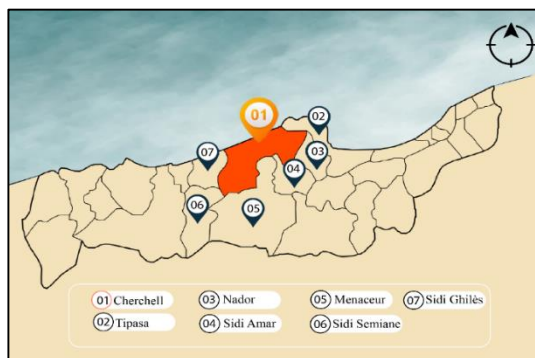 01
02
07
03
04
06
05
01 Cherchell
03 Nador
05 Menaceur
07 Sidi Ghilès
02 Tipasa
04 Sidi Amar
06 Sidi Semiane